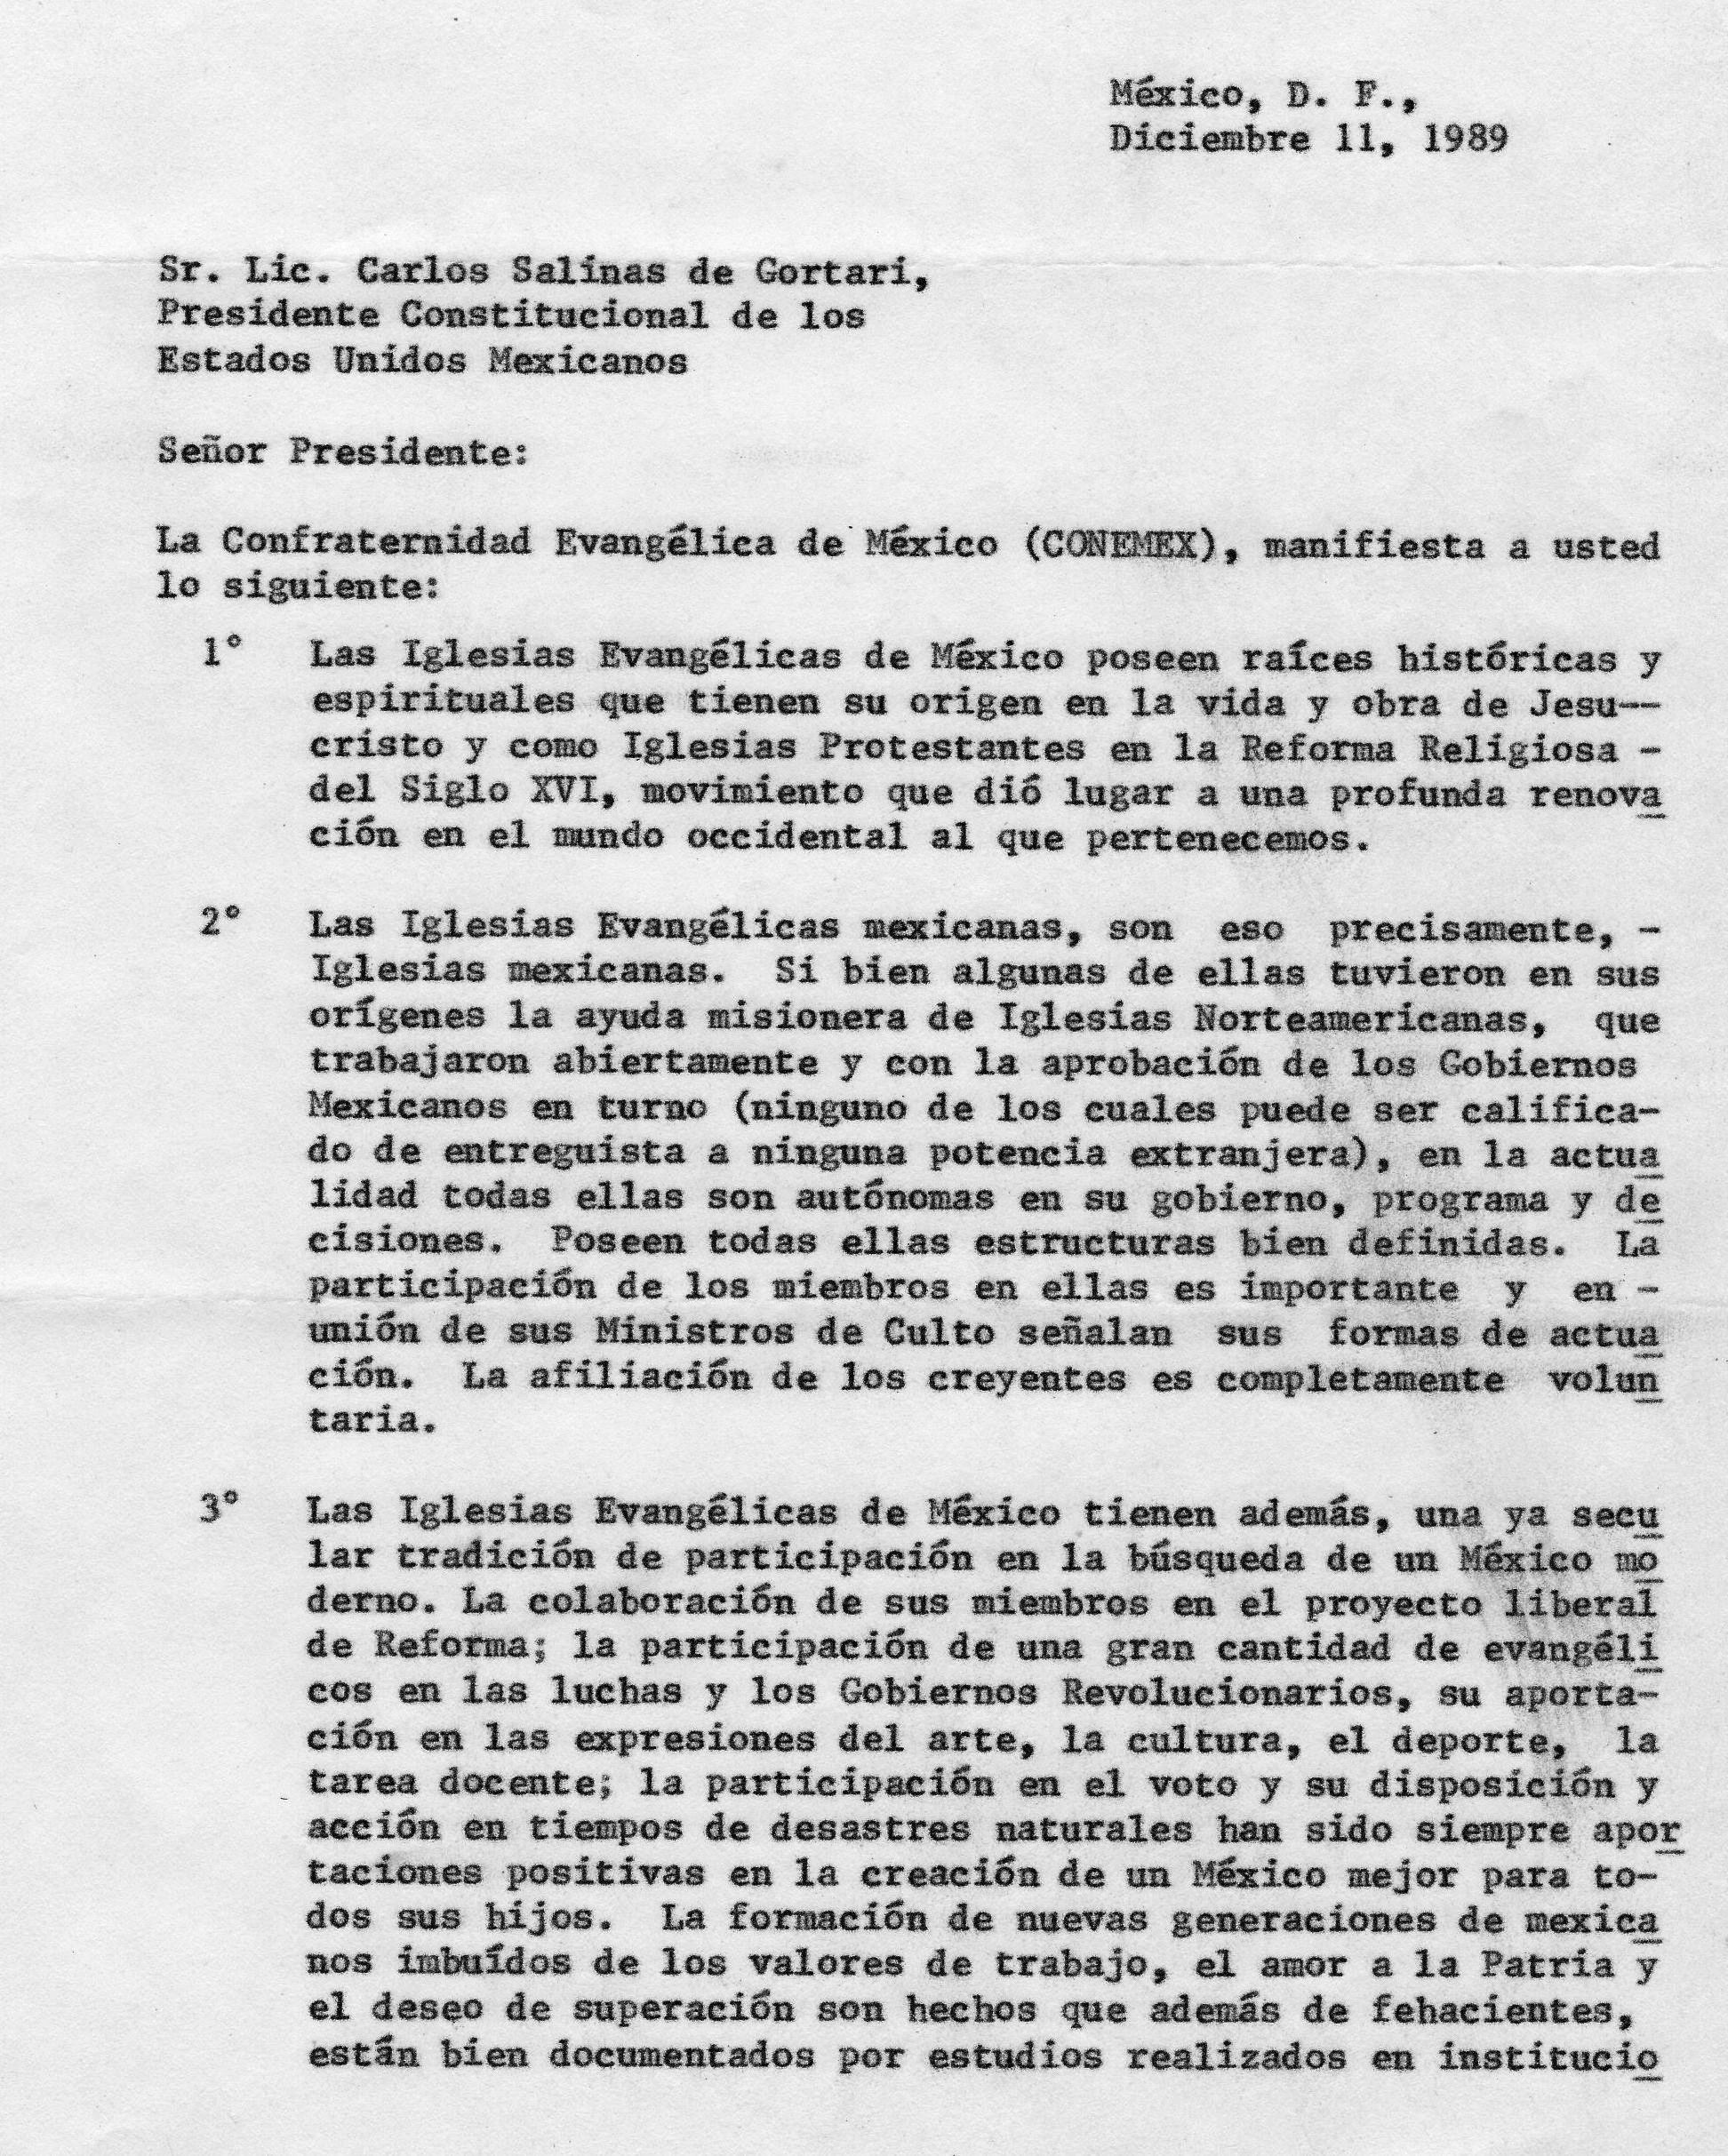 México, D. F.,
Diciembre 11, 1989
Sr. Lic. Carlos Salinas de Gortari,
Presidente Constitucional de los
Estados Unidos Mexicanos
Señor Presidente:
La Confraternidad Evangélica de México (CONEMEX), manifiesta a usted
lo siguiente:
1° Las Iglesias Evangélicas de México poseen raíces históricas y
espirituales que tienen su origen en la vida y obra de Jesu--
cristo y como Iglesias Protestantes en la Reforma Religiosa -
del Siglo XVI, movimiento que dió lugar a una profunda renova
ción en el mundo occidental al que pertenecemos.
2° Las Iglesias Evangélicas mexicanas, son eso precisamente, -
Iglesias mexicanas. Si bien algunas de ellas tuvieron en sus
orígenes la ayuda misionera de Iglesias Norteamericanas, que
trabajaron abiertamente y con la aprobación de los Gobiernos
Mexicanos en turno (ninguno de los cuales puede ser califica-
do de entreguista a ninguna potencia extranjera), en la actua
lidad todas ellas son autónomas en su gobierno, programa y de
cisiones. Poseen todas ellas estructuras bien definidas. La
participación de los miembros en ellas es importante y en -
unión de sus Ministros de Culto señalan sus formas de actua
ción. La afiliación de los creyentes es completamente volun
taria.
3° Las Iglesias Evangélicas de México tienen además, una ya secu
lar tradición de participación en la búsqueda de un México mo
derno. La colaboración de sus miembros en el proyecto liberal
de Reforma; la participación de una gran cantidad de evangéli
cos en las luchas y los Gobiernos Revolucionarios, su aporta-
ción en las expresiones del arte, la cultura, el deporte, la
tarea docente; la participación en el voto y su disposición y
acción en tiempos de desastres naturales han sido siempre apor
taciones positivas en la creación de un México mejor para to-
dos sus hijos. La formación de nuevas generaciones de mexica
nos imbuídos de los valores de trabajo, el amor a la Patria y
el deseo de superación son hechos que además de fehacientes,
están bien documentados por estudios realizados en institucio